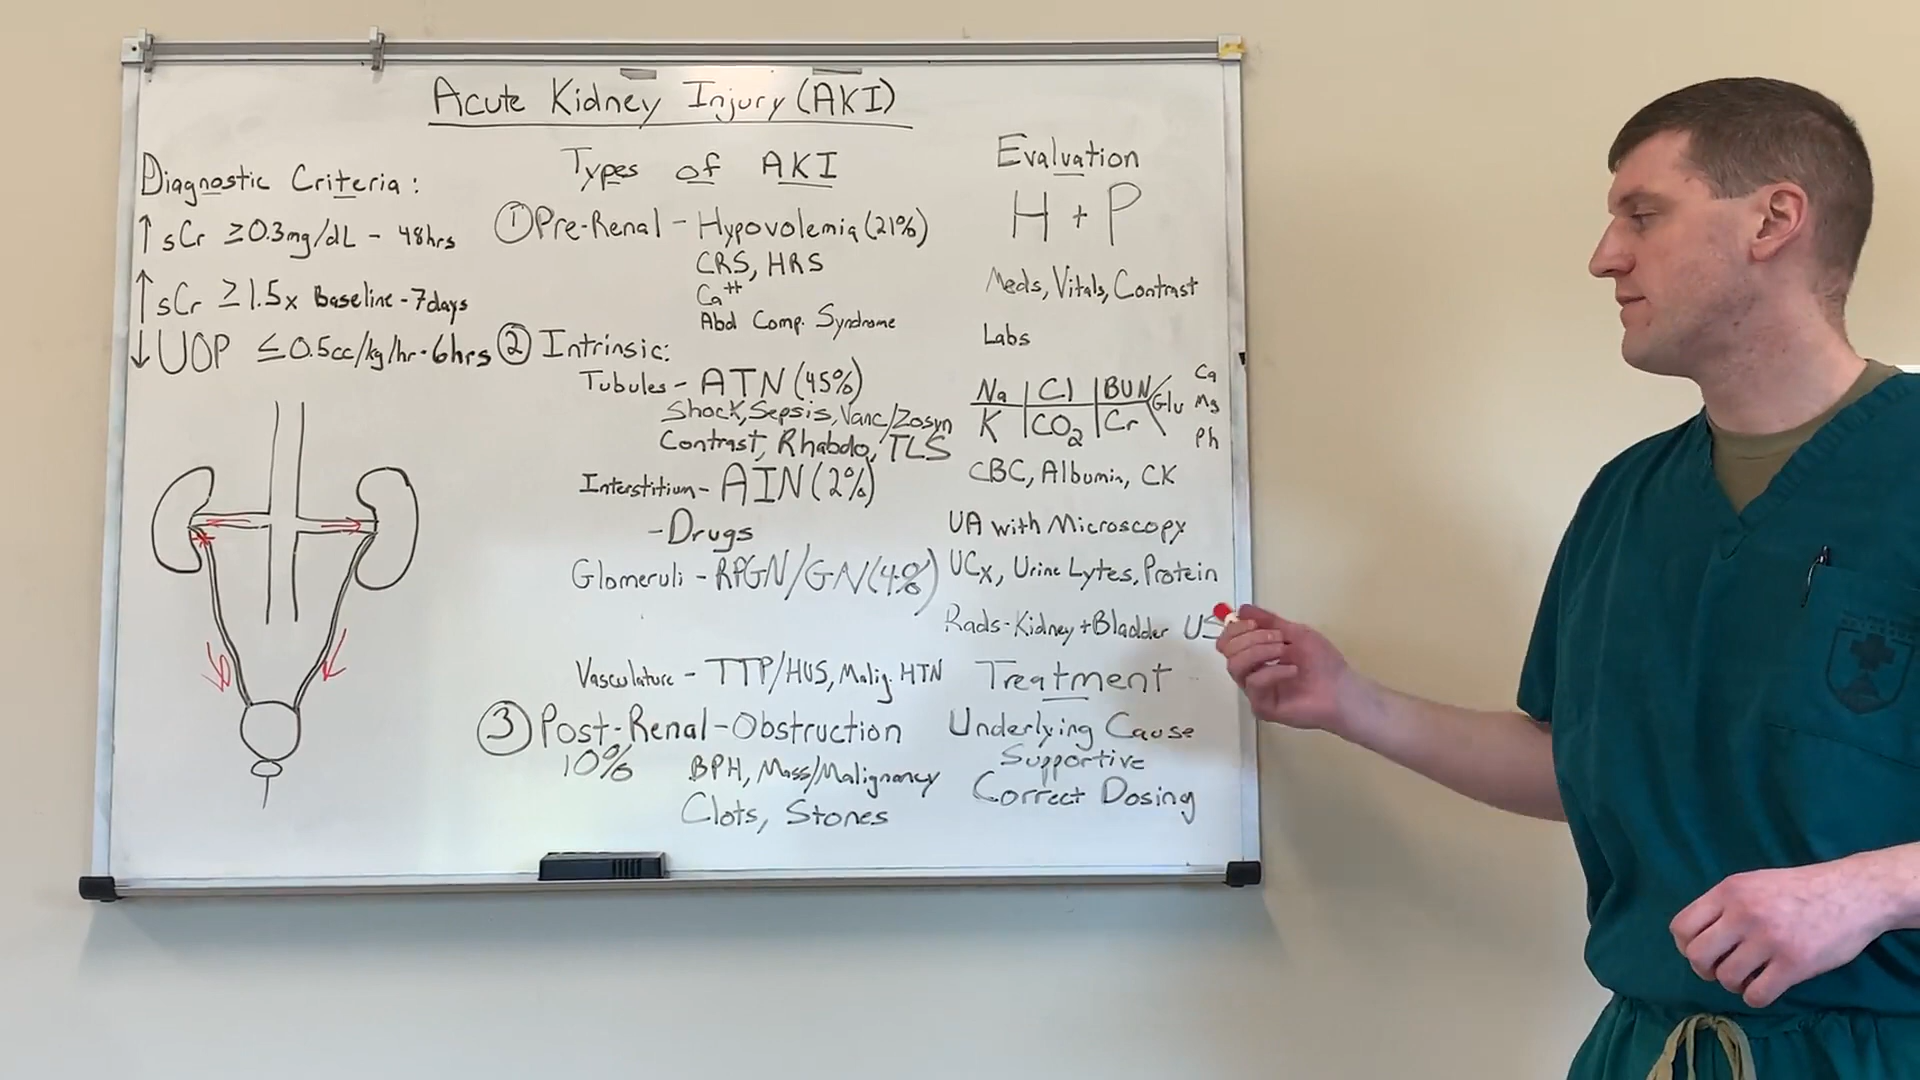 Acute Kidney Injury (AKI)
Diagnostic Criteria:
↑ sCr ≥0.3mg/dL - 48hrs
↑ sCr ≥1.5x Baseline - 7days
↓ UOP ≤0.5cc/kg/hr - 6hrs
Types of AKI
① Pre-Renal - Hypovolemia (21%)
CRS, HRS
Ca++
Abd Comp. Syndrome
② Intrinsic:
Tubules - ATN (45%)
Shock, Sepsis, Vanc/Zosyn
Contrast, Rhabdo, TLS
Interstitium - AIN (2%)
- Drugs
Glomeruli - RPGN/GN (4%)
Vasculature - TTP/HUS, Malig. HTN
③ Post-Renal - Obstruction
10%
BPH, Mass/Malignancy
Clots, Stones
Evaluation
H + P
Meds, Vitals, Contrast
Labs
Na Cl BUN Glu
K CO2 Cr
Ca
Mg
Ph
CBC, Albumin, CK
UA with Microscopy
UCx, Urine Lytes, Protein
Rads - Kidney + Bladder US
Treatment
Underlying Cause
Supportive
Correct Dosing